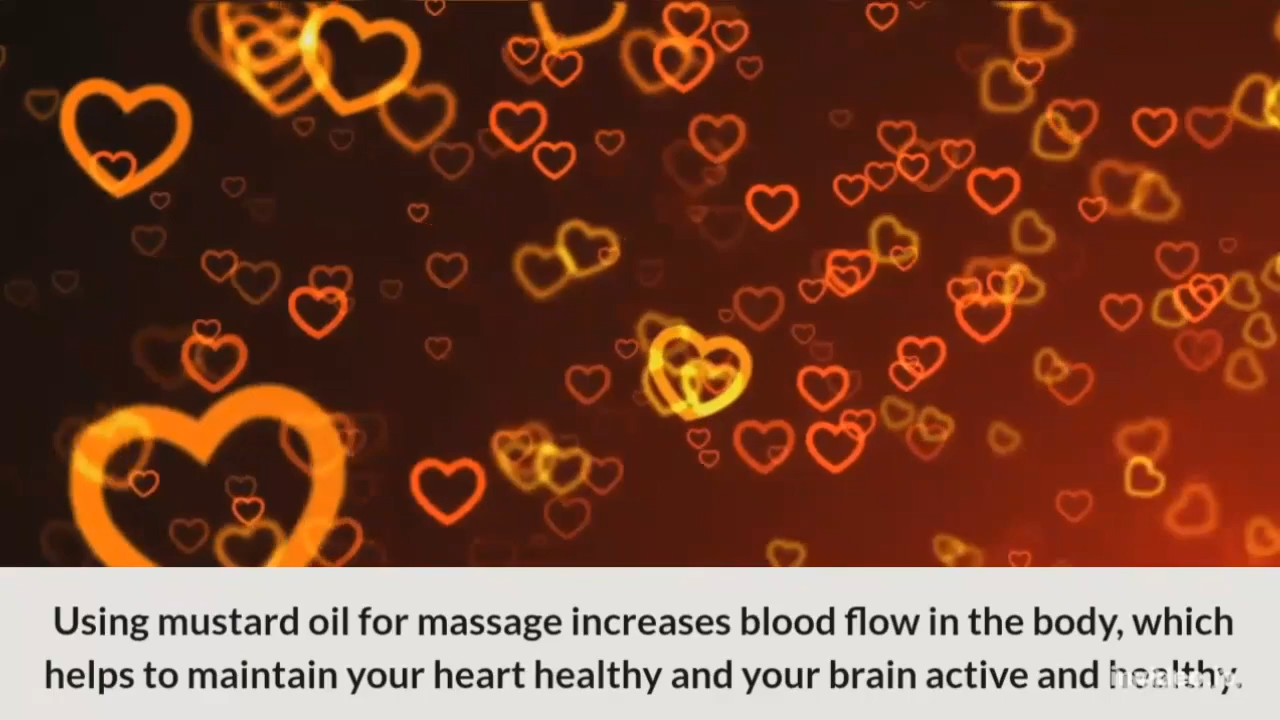 Using mustard oil for massage increases blood flow in the body, which
helps to maintain your heart healthy and your brain active and healthy.